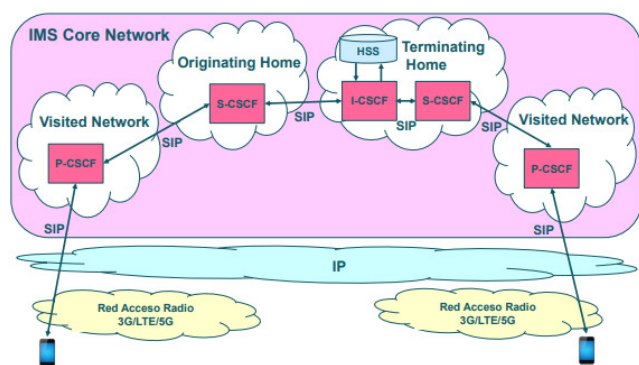 IMS Core Network
Originating Home
HSS
Terminating
Home
S-CSCF
I-CSCF
S-CSCF
SIP
SIP
SIP
SIP
Visited Network
P-CSCF
Visited Network
P-CSCF
SIP
SIP
IP
Red Acceso Radio
3G/LTE/5G
Red Acceso Radio
3G/LTE/5G